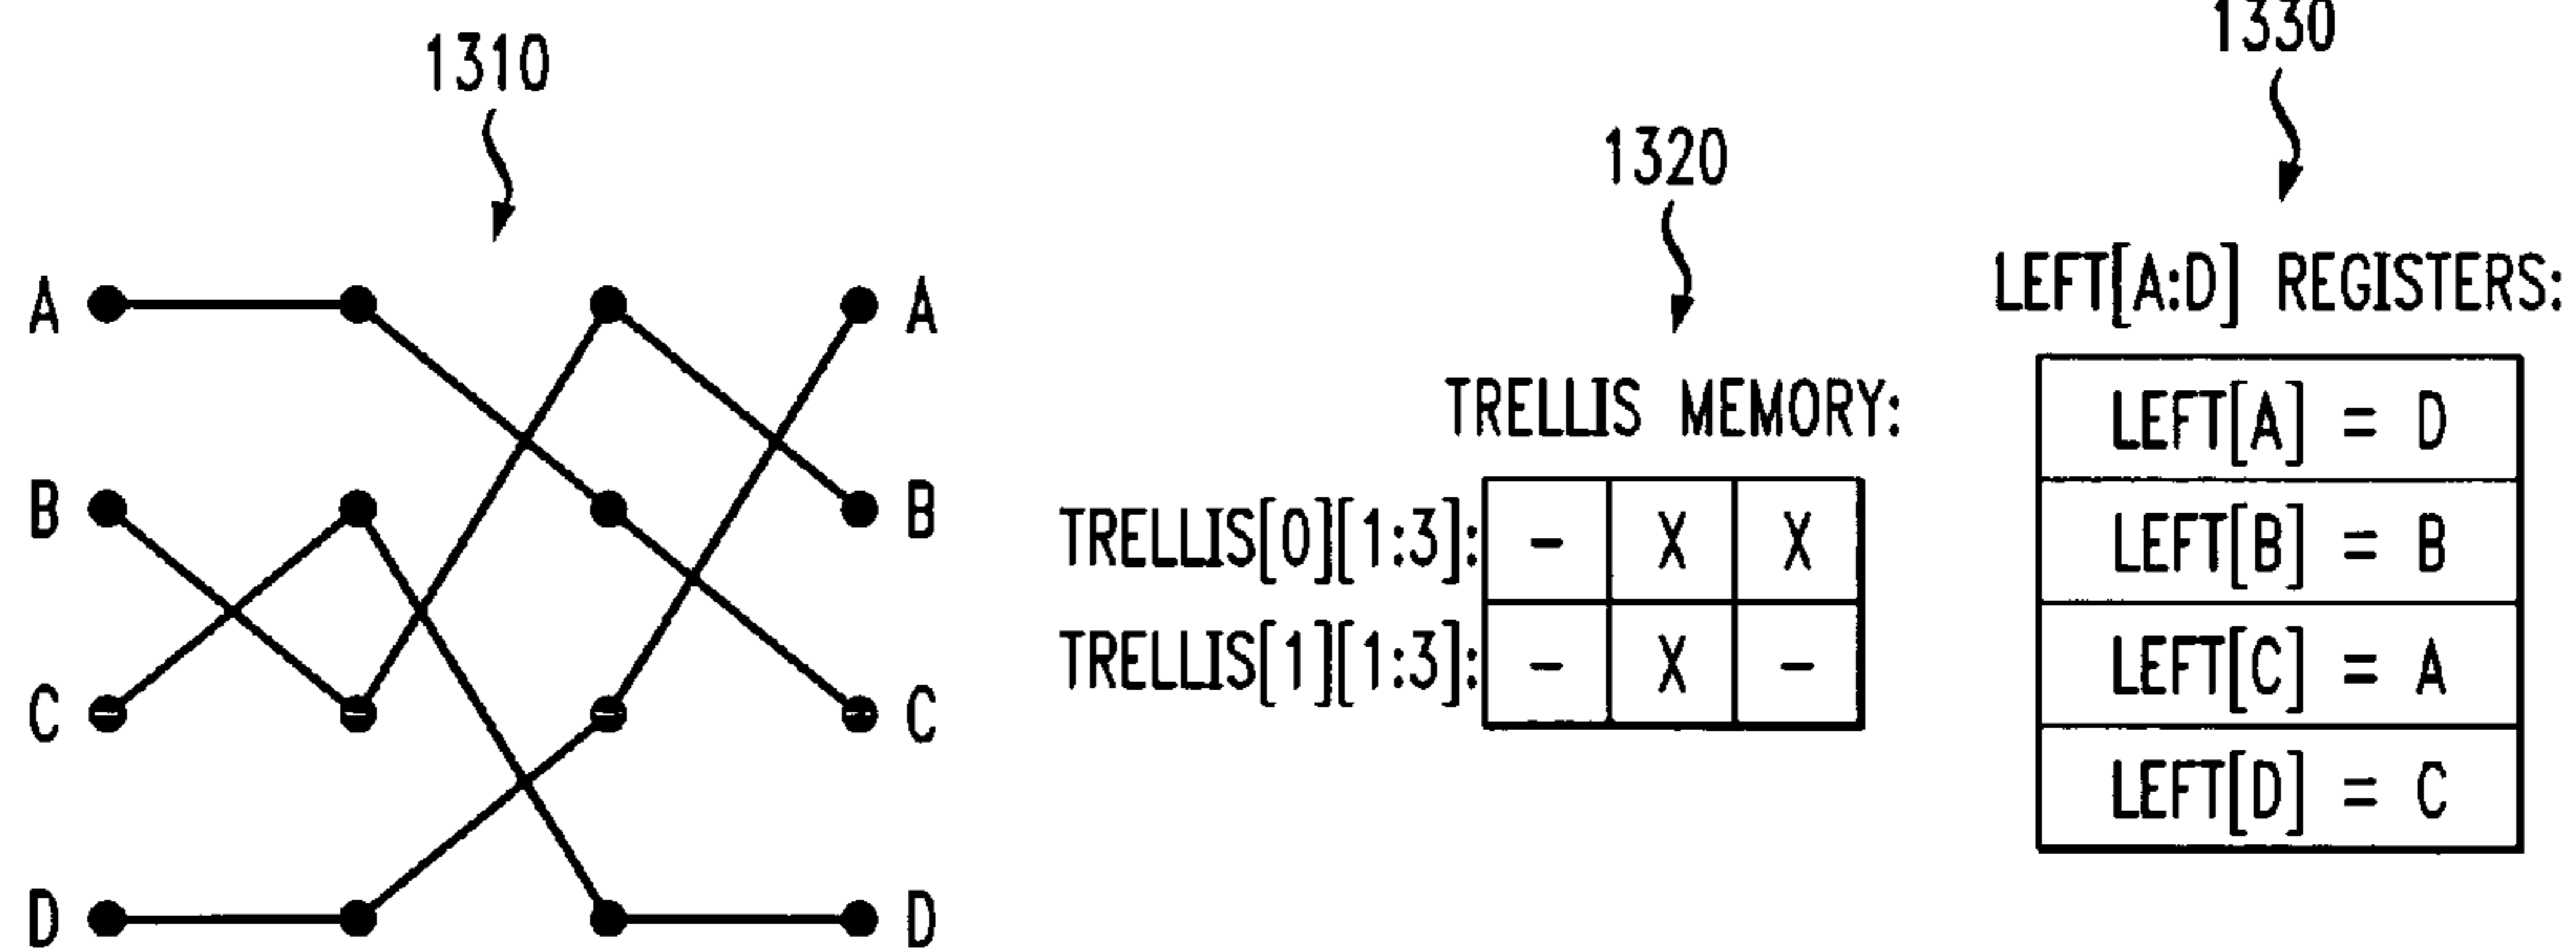 1310
1320
1330
A A
B B
C C
D D
TRELLIS MEMORY:
TRELLIS[0][1:3]: – X X
TRELLIS[1][1:3]: – X –
LEFT[A:D] REGISTERS:
LEFT[A] = D
LEFT[B] = B
LEFT[C] = A
LEFT[D] = C